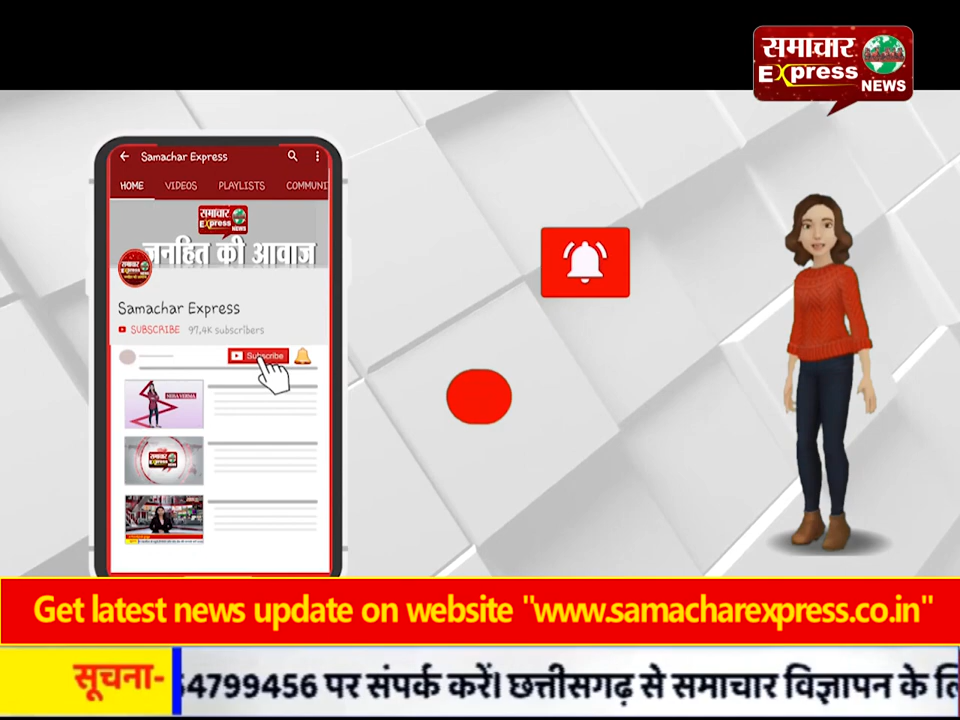 समाचार
Express
NEWS
Samachar Express
HOME VIDEOS PLAYLISTS COMMUNI
समाचार
Express
NEWS
जनहित की आवाज
Samachar Express
SUBSCRIBE 97.4K subscribers
Subscribe
Get latest news update on website "www.samacharexpress.co.in"
सूचना- 54799456 पर संपर्क करें। छत्तीसगढ़ से समाचार विज्ञापन के लि